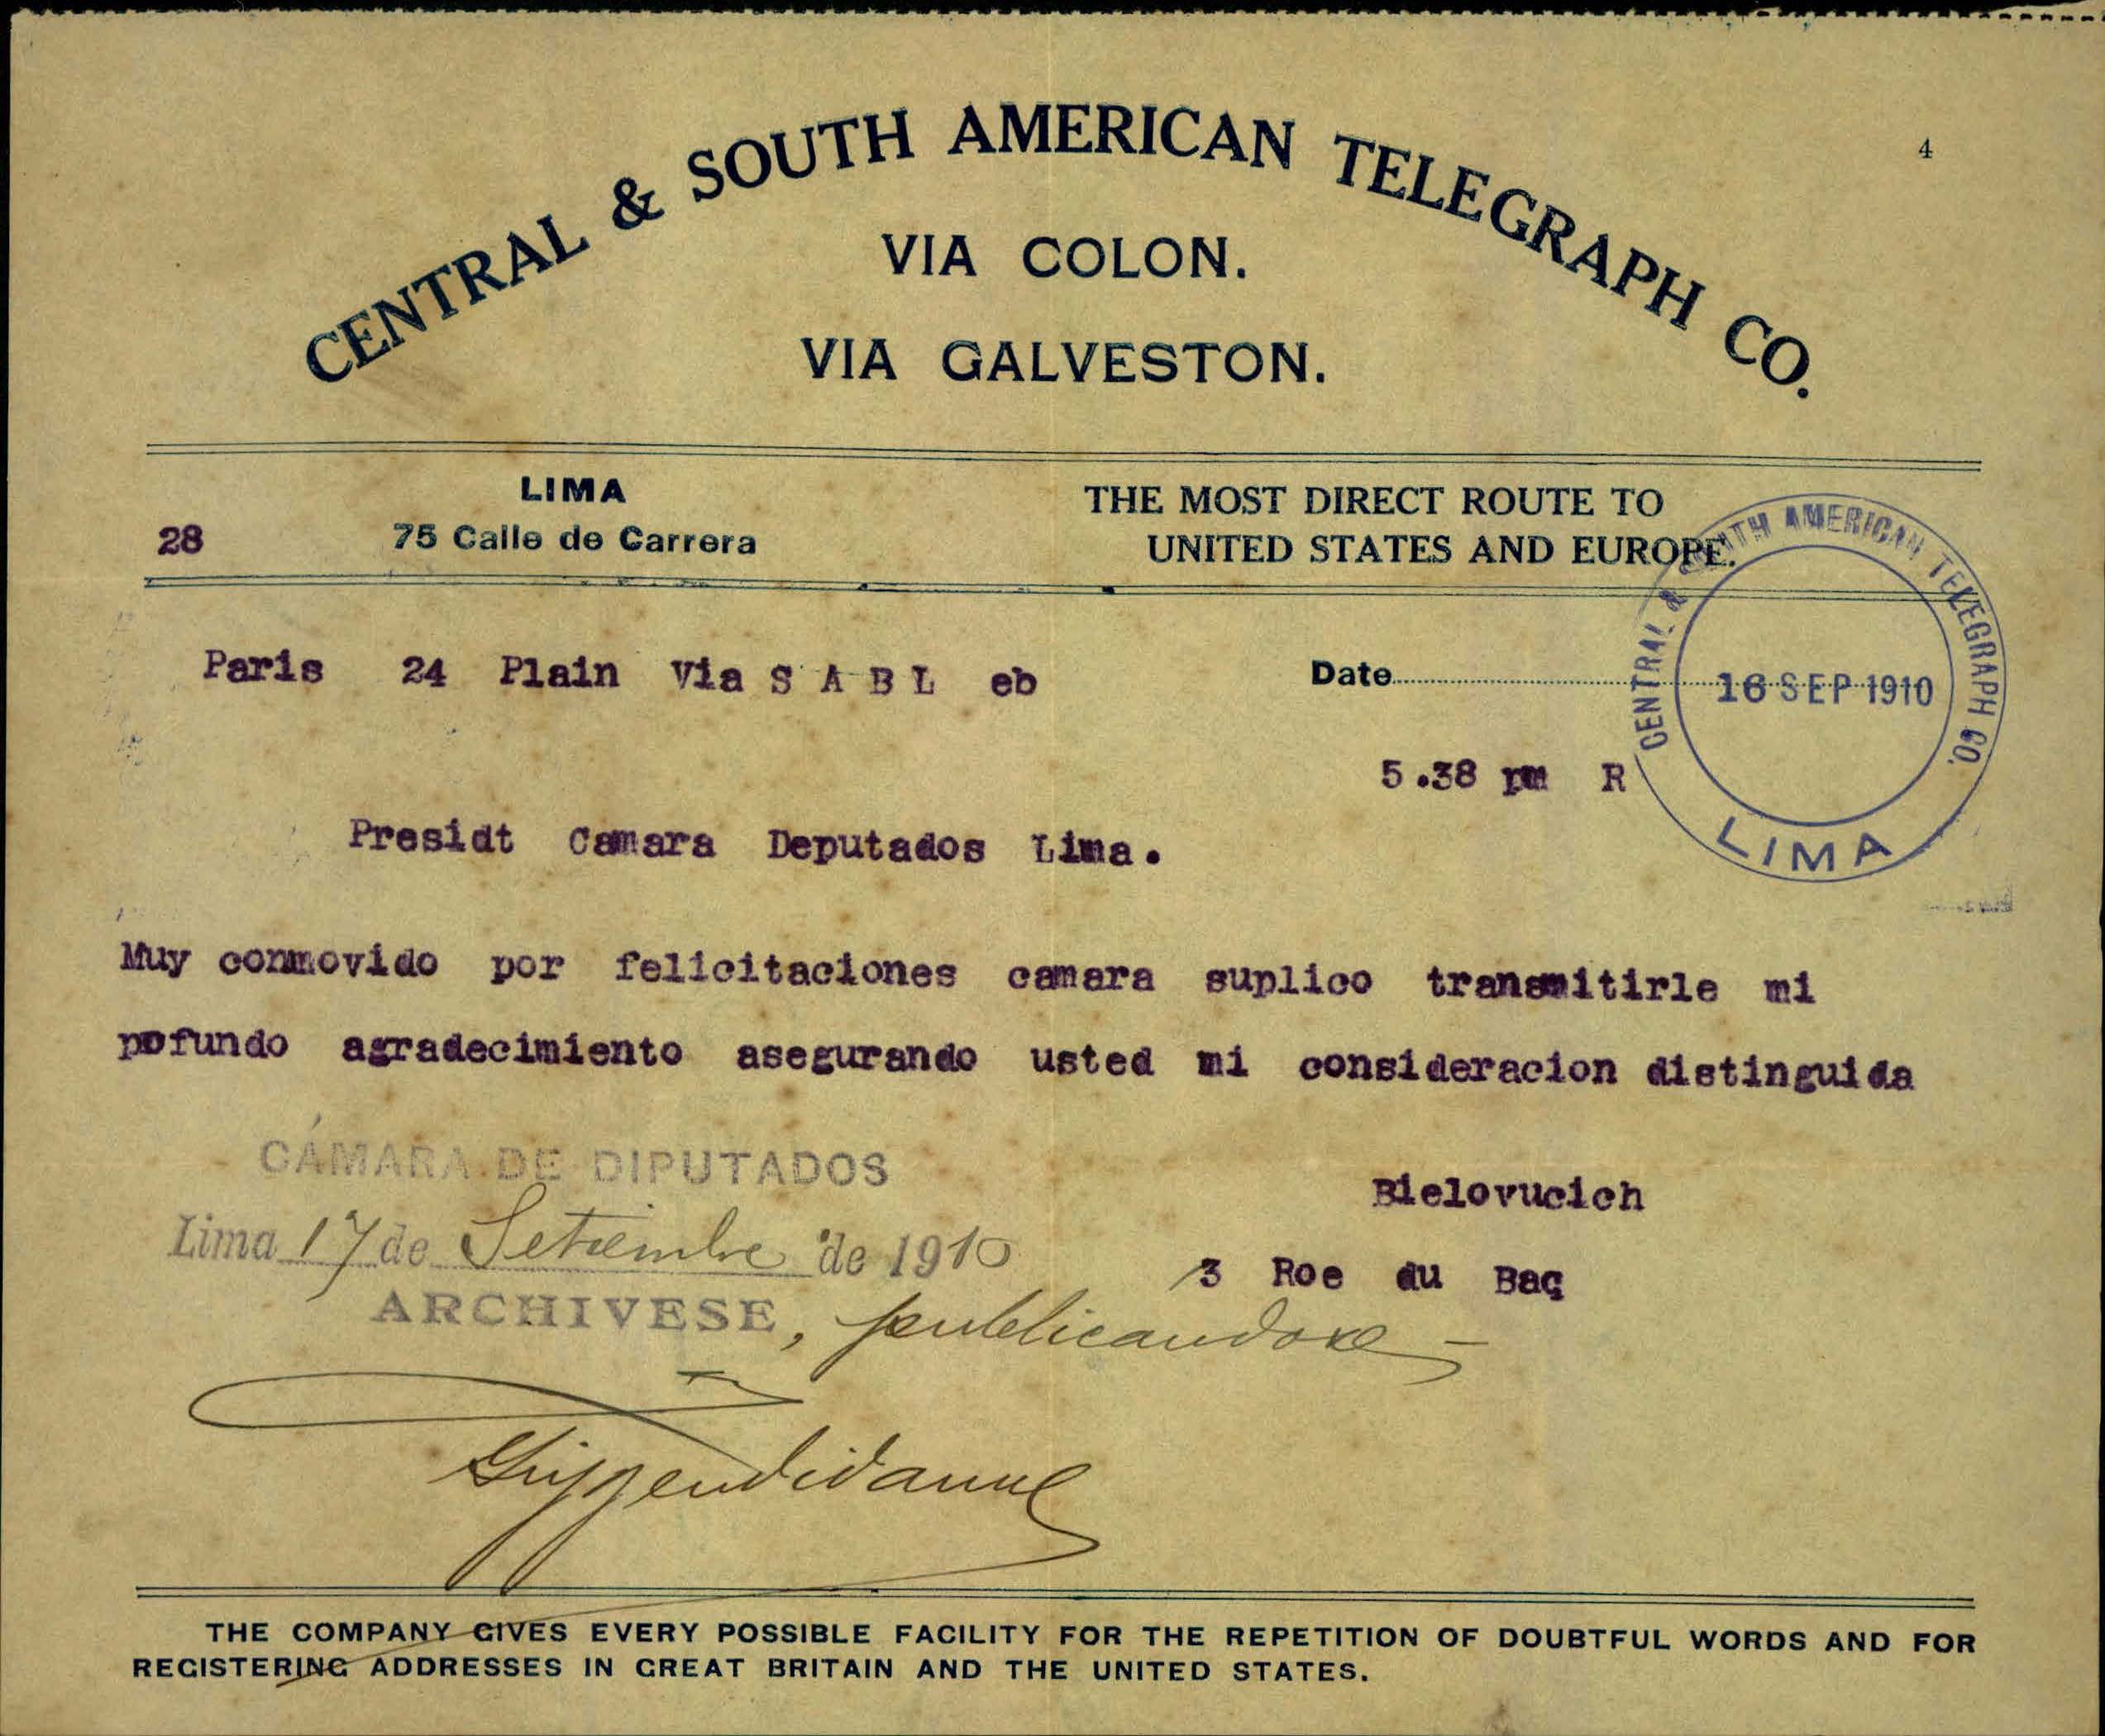 4
CENTRAL & SOUTH AMERICAN TELEGRAPH CO.
VIA COLON.
VIA GALVESTON.
LIMA
28
75 Calle de Carrera
THE MOST DIRECT ROUTE TO
UNITED STATES AND EUROPE.
CENTRAL & SOUTH AMERICAN TELEGRAPH CO.
16 SEP 1910
LIMA
Paris 24 Plain Via S A B L eb
Date
5.38 pm R
Presidt Camara Deputados Lima.
Muy conmovido por felicitaciones camara suplico transmitirle mi
pofundo agradecimiento asegurando usted mi consideracion distinguida
CÁMARA DE DIPUTADOS
Bielovucich
Lima 17 de Setiembre de 1910
3 Roe du Bac
ARCHIVESE, publicandose
THE COMPANY GIVES EVERY POSSIBLE FACILITY FOR THE REPETITION OF DOUBTFUL WORDS AND FOR
REGISTERING ADDRESSES IN GREAT BRITAIN AND THE UNITED STATES.